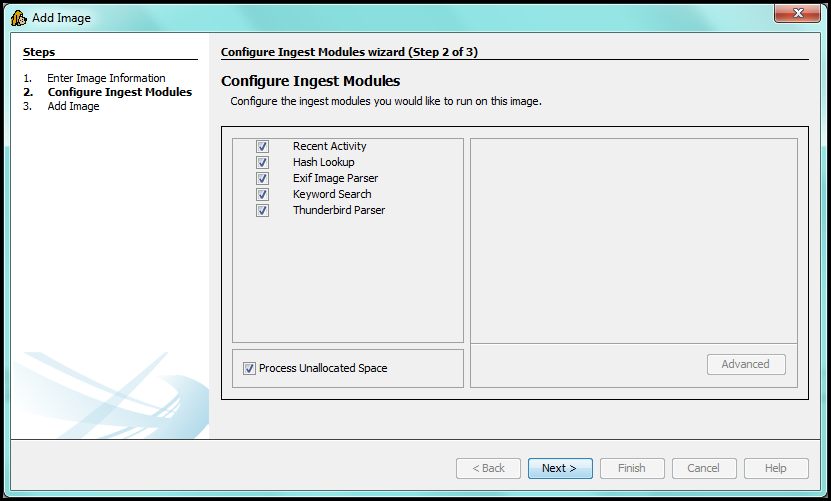 Add Image
Steps
1. Enter Image Information
2. Configure Ingest Modules
3. Add Image
Configure Ingest Modules wizard (Step 2 of 3)
Configure Ingest Modules
Configure the ingest modules you would like to run on this image.
Recent Activity
Hash Lookup
Exif Image Parser
Keyword Search
Thunderbird Parser
Process Unallocated Space
Advanced
< Back
Next >
Finish
Cancel
Help